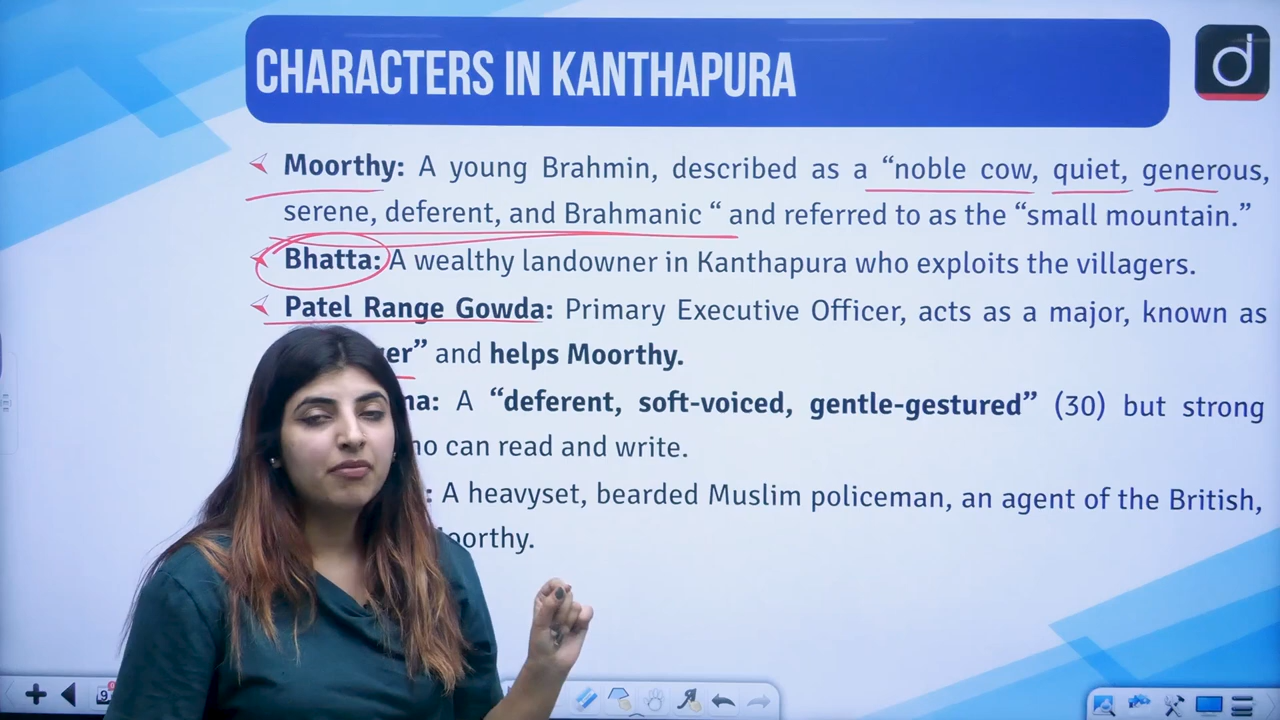 CHARACTERS IN KANTHAPURA
d
Moorthy: A young Brahmin, described as a “noble cow, quiet, generous,
serene, deferent, and Brahmanic “ and referred to as the “small mountain.”
Bhatta: A wealthy landowner in Kanthapura who exploits the villagers.
Patel Range Gowda: Primary Executive Officer, acts as a major, known as
” and helps Moorthy.
A “deferent, soft-voiced, gentle-gestured” (30) but strong
can read and write.
: A heavyset, bearded Muslim policeman, an agent of the British,